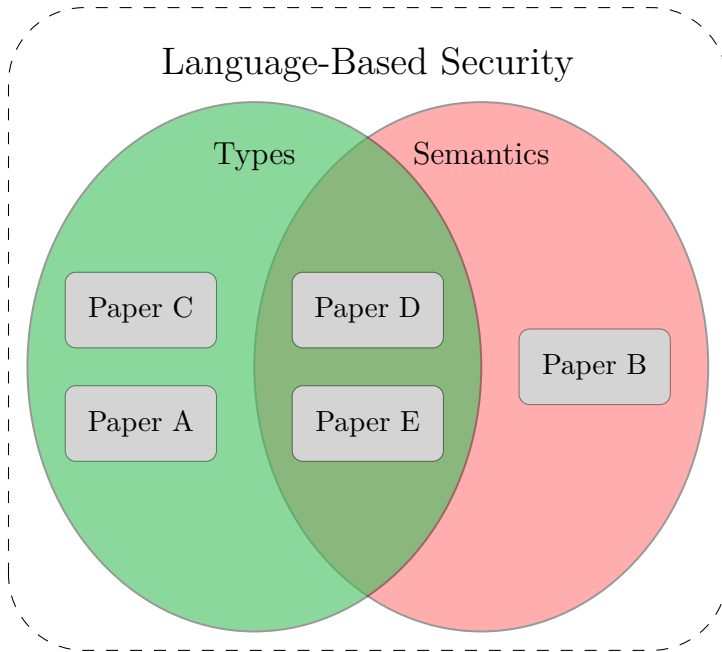 Language-Based Security
Types
Semantics
Paper C
Paper D
Paper B
Paper A
Paper E